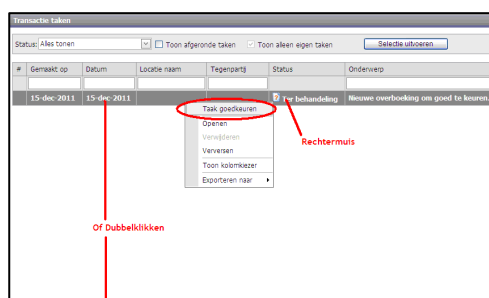 Transactie taken
Status: Alles tonen Toon afgeronde taken Toon alleen eigen taken Selectie uitvoeren
# Gemaakt op Datum Locatie naam Tegenpartij Status Onderwerp
15-dec-2011 15-dec-2011 Ter behandeling Nieuwe overboeking om goed te keuren.
Taak goedkeuren
Openen
Verwijderen
Verversen
Toon kolomkiezer
Exporteren naar
Rechtermuis
Of Dubbelklikken